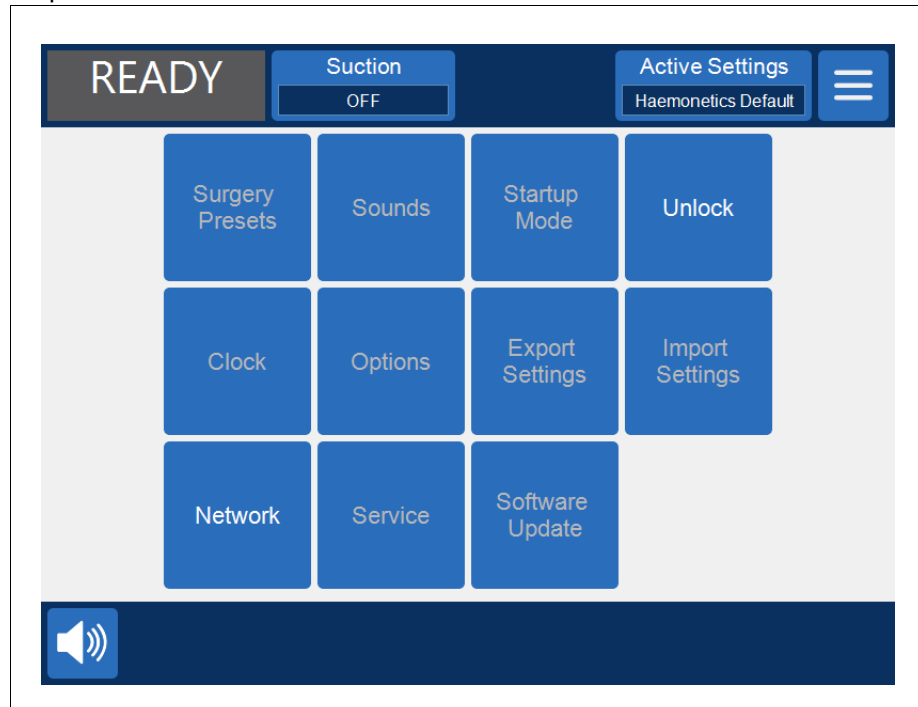 READY
Suction
OFF
Active Settings
Haemonetics Default
Surgery
Presets
Sounds
Startup
Mode
Unlock
Clock
Options
Export
Settings
Import
Settings
Network
Service
Software
Update